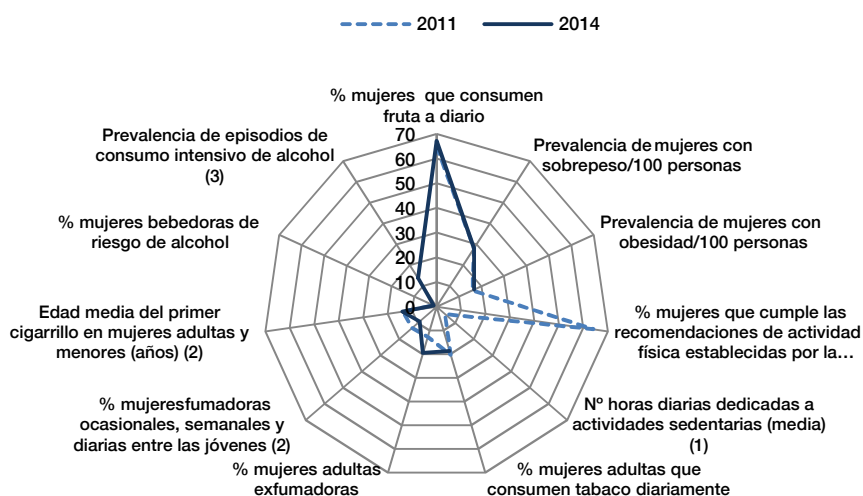 2011
2014
% mujeres que consumen
fruta a diario
Prevalencia de mujeres con
sobrepeso/100 personas
Prevalencia de mujeres con
obesidad/100 personas
% mujeres que cumple las
recomendaciones de actividad
física establecidas por la…
Nº horas diarias dedicadas a
actividades sedentarias (media)
(1)
% mujeres adultas que
consumen tabaco diariamente
% mujeres adultas
exfumadoras
% mujeresfumadoras
ocasionales, semanales y
diarias entre las jóvenes (2)
Edad media del primer
cigarrillo en mujeres adultas y
menores (años) (2)
% mujeres bebedoras de
riesgo de alcohol
Prevalencia de episodios de
consumo intensivo de alcohol
(3)
70
60
50
40
30
20
10
0